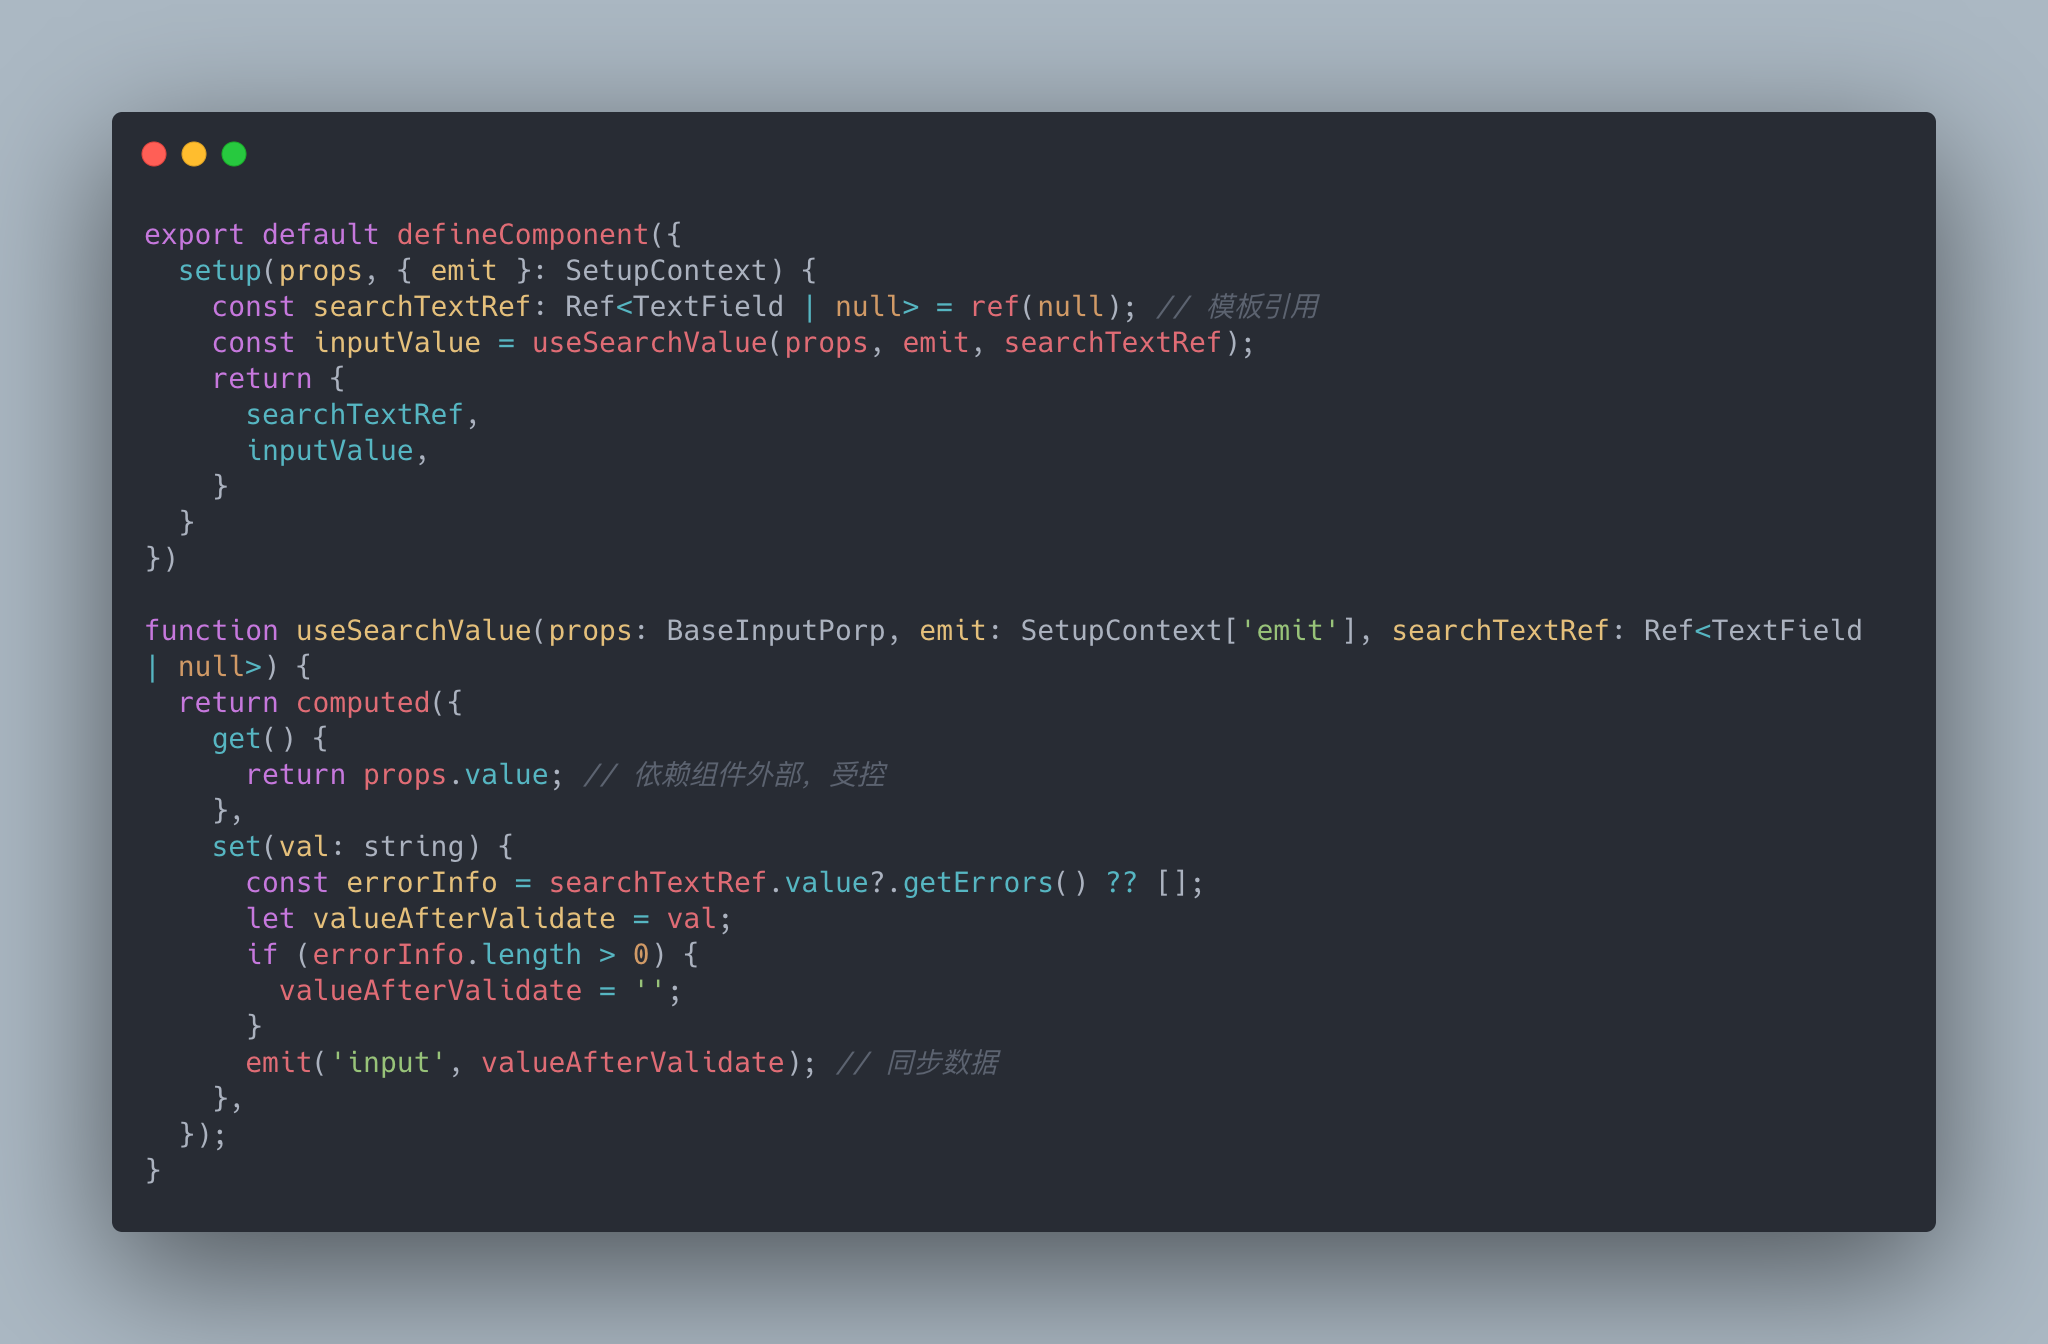 export default defineComponent({
  setup(props, { emit }: SetupContext) {
    const searchTextRef: Ref<TextField | null> = ref(null); // 模板引用
    const inputValue = useSearchValue(props, emit, searchTextRef);
    return {
      searchTextRef,
      inputValue,
    }
  }
})

function useSearchValue(props: BaseInputPorp, emit: SetupContext['emit'], searchTextRef: Ref<TextField
| null>) {
  return computed({
    get() {
      return props.value; // 依赖组件外部，受控
    },
    set(val: string) {
      const errorInfo = searchTextRef.value?.getErrors() ?? [];
      let valueAfterValidate = val;
      if (errorInfo.length > 0) {
        valueAfterValidate = '';
      }
      emit('input', valueAfterValidate); // 同步数据
    },
  });
}